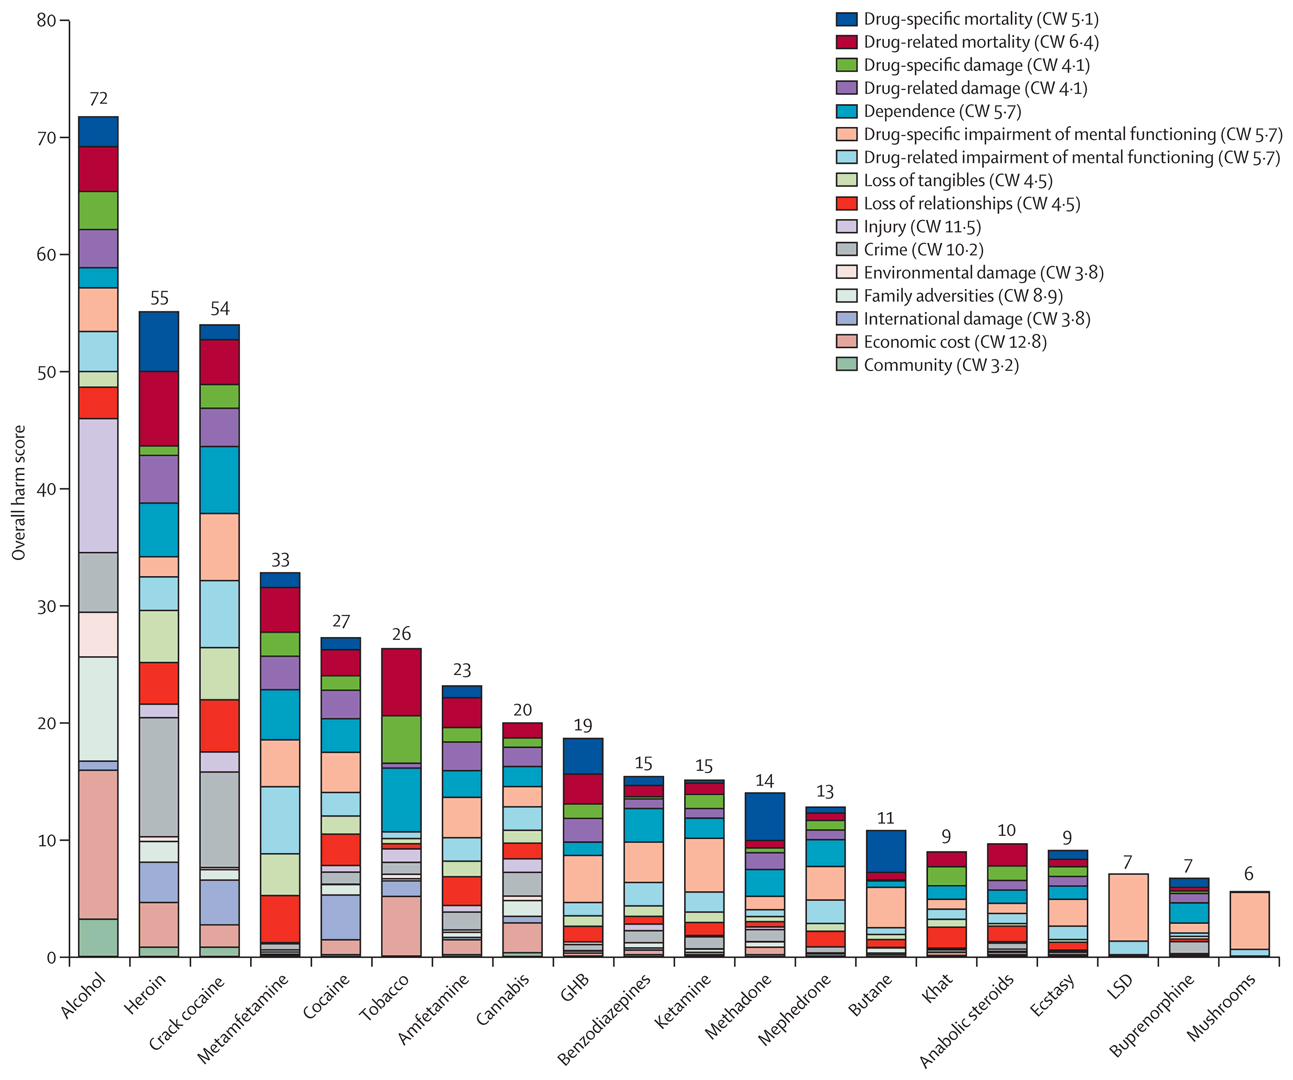 80
70
60
50
40
30
20
10
0
Overall harm score
72
55
54
33
27
26
23
20
19
15
15
14
13
11
9
10
9
7
7
6
Drug-specific mortality (CW 5·1)
Drug-related mortality (CW 6·4)
Drug-specific damage (CW 4·1)
Drug-related damage (CW 4·1)
Dependence (CW 5·7)
Drug-specific impairment of mental functioning (CW 5·7)
Drug-related impairment of mental functioning (CW 5·7)
Loss of tangibles (CW 4·5)
Loss of relationships (CW 4·5)
Injury (CW 11·5)
Crime (CW 10·2)
Environmental damage (CW 3·8)
Family adversities (CW 8·9)
International damage (CW 3·8)
Economic cost (CW 12·8)
Community (CW 3·2)
Alcohol
Heroin
Crack cocaine
Metamfetamine
Cocaine
Tobacco
Amfetamine
Cannabis
GHB
Benzodiazepines
Ketamine
Methadone
Mephedrone
Butane
Khat
Anabolic steroids
Ecstasy
LSD
Buprenorphine
Mushrooms